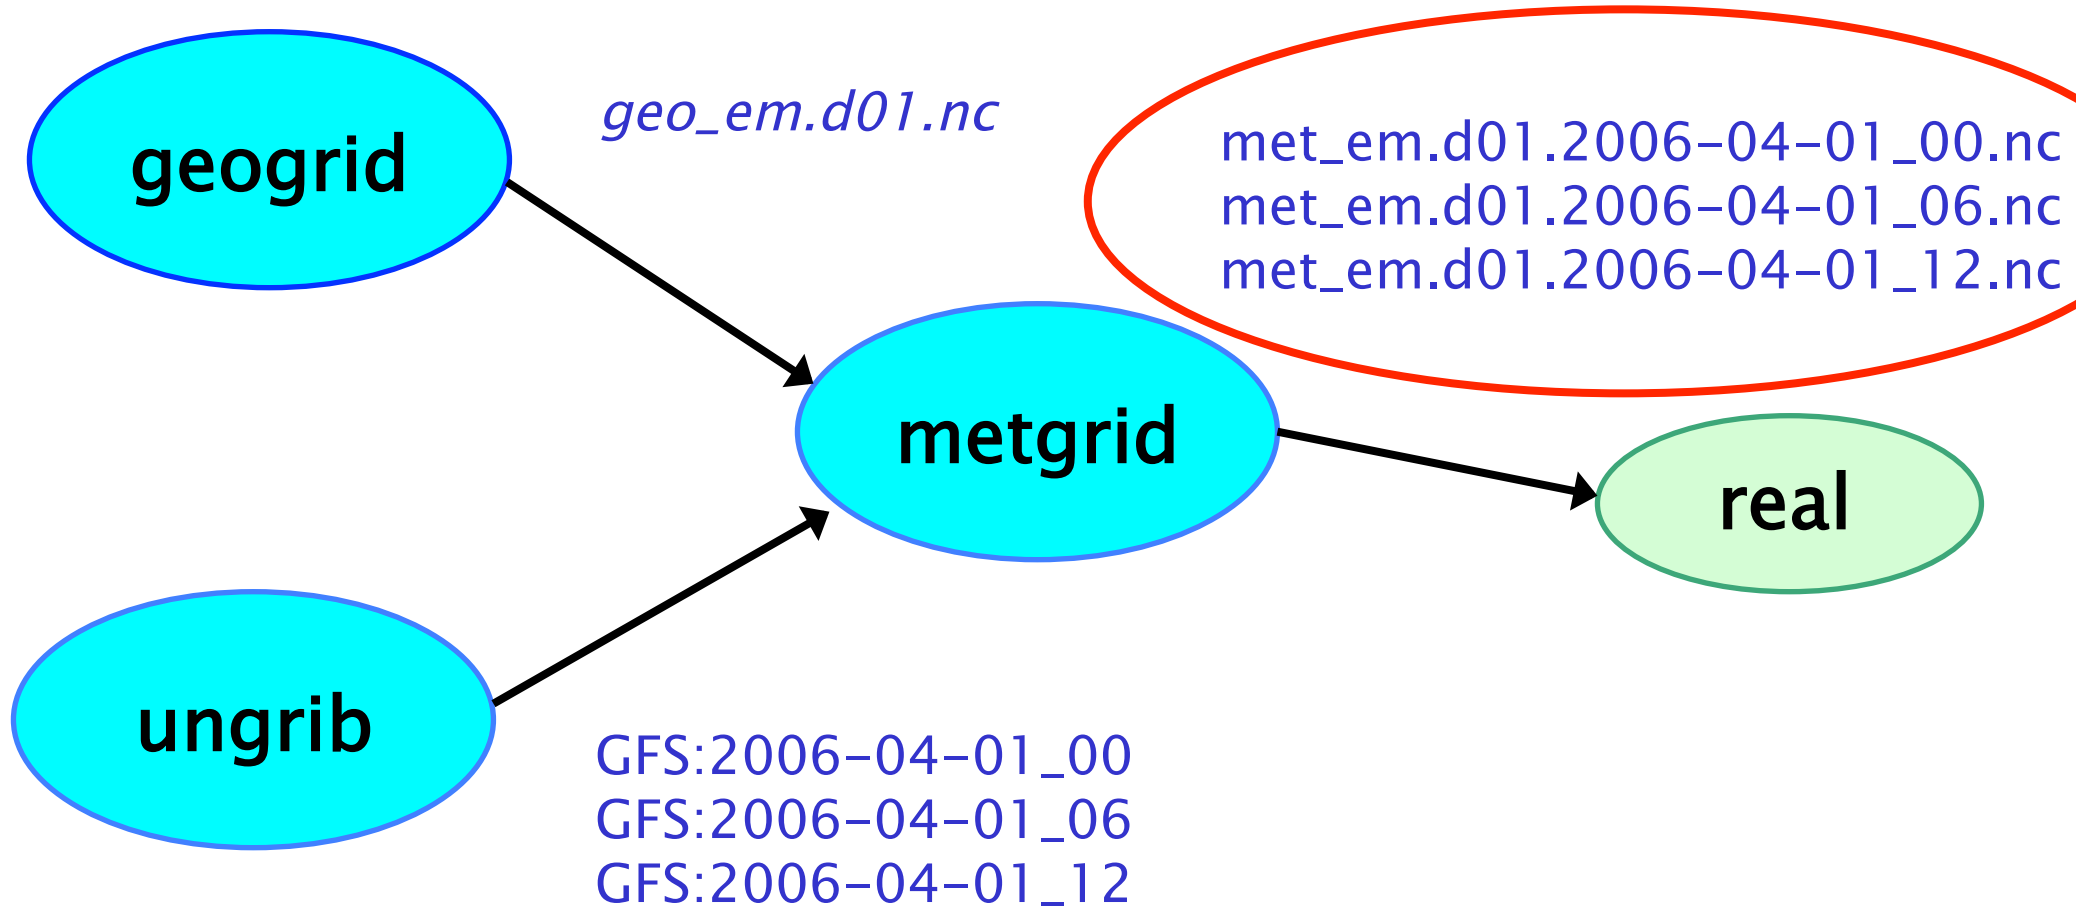 geogrid
geo_em.d01.nc
met_em.d01.2006-04-01_00.nc
met_em.d01.2006-04-01_06.nc
met_em.d01.2006-04-01_12.nc
metgrid
real
ungrib
GFS:2006-04-01_00
GFS:2006-04-01_06
GFS:2006-04-01_12